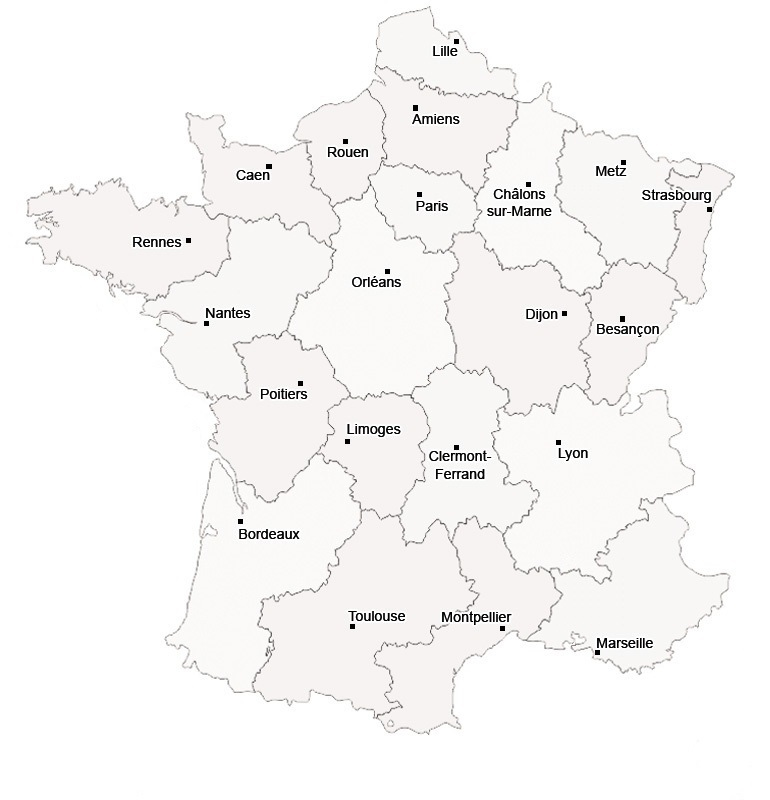 Lille
Amiens
Rouen
Caen
Metz
Châlons
sur-Marne
Strasbourg
Paris
Rennes
Orléans
Nantes
Dijon
Besançon
Poitiers
Limoges
Clermont-
Ferrand
Lyon
Bordeaux
Toulouse
Montpellier
Marseille